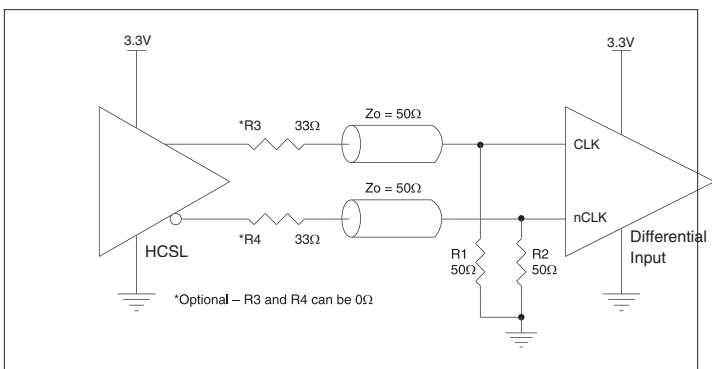 3.3V
3.3V
*R3 33Ω
Zo = 50Ω
CLK
Zo = 50Ω
nCLK
*R4 33Ω
HCSL
R1
50Ω
R2
50Ω
Differential
Input
*Optional – R3 and R4 can be 0Ω